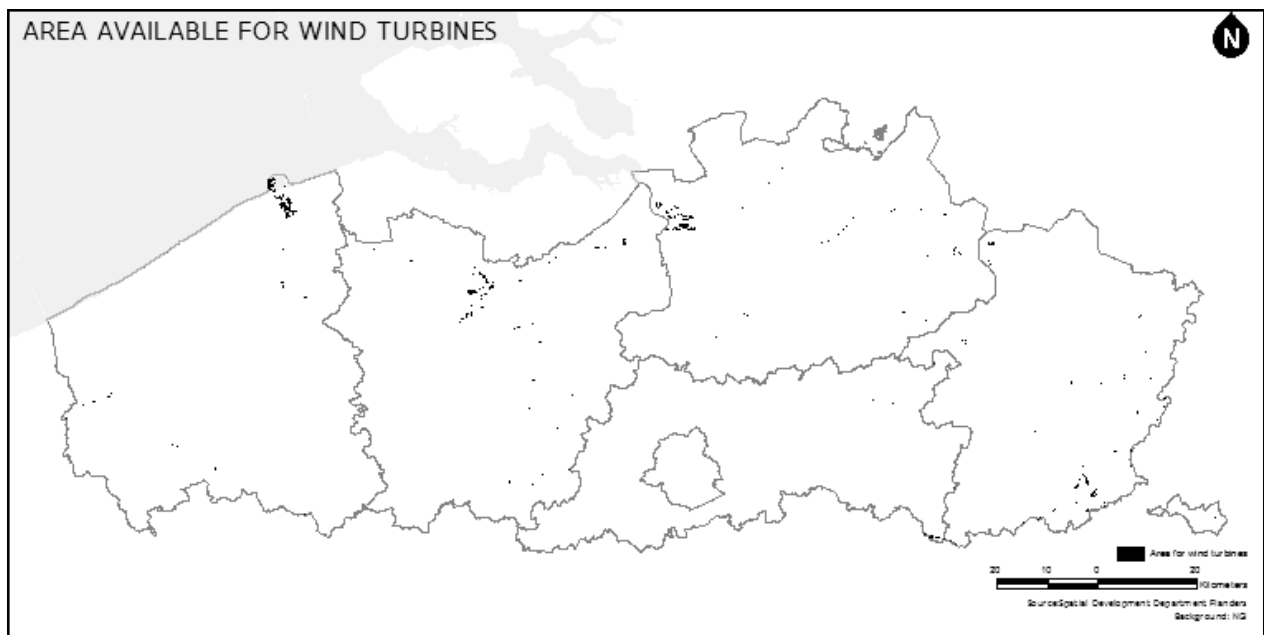 AREA AVAILABLE FOR WIND TURBINES
N
Area for wind turbines
20 10 0 20
Kilometers
Source:Spatial Development Department Flanders
Background: NGI